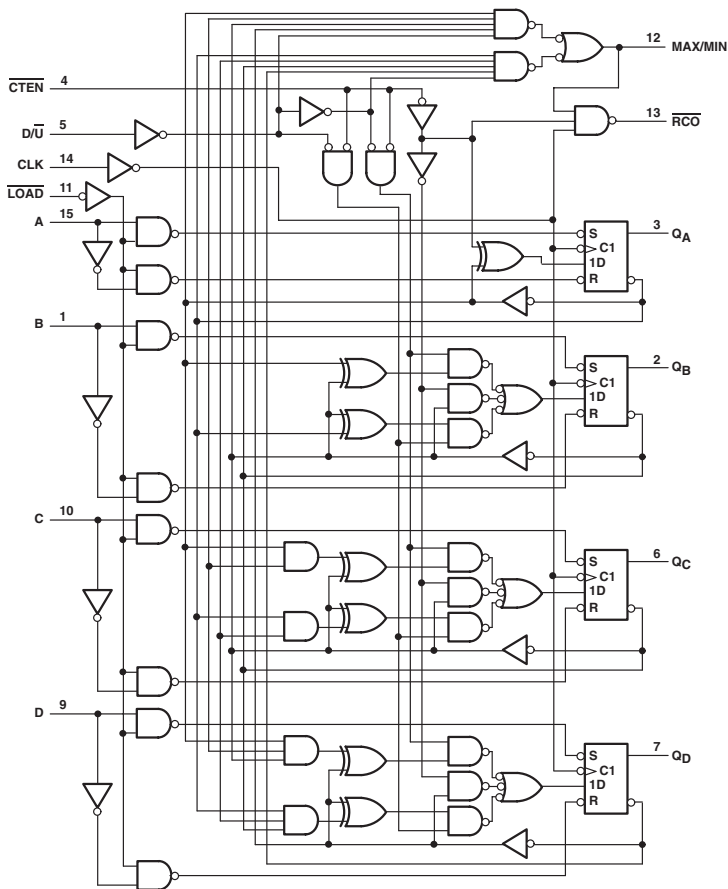 12 MAX/MIN
CTEN 4
D/U 5
13 RCO
CLK 14
LOAD 11
A 15
S
C1
1D
R
3 QA
B 1
S
C1
1D
R
2 QB
C 10
S
C1
1D
R
6 QC
D 9
S
C1
1D
R
7 QD